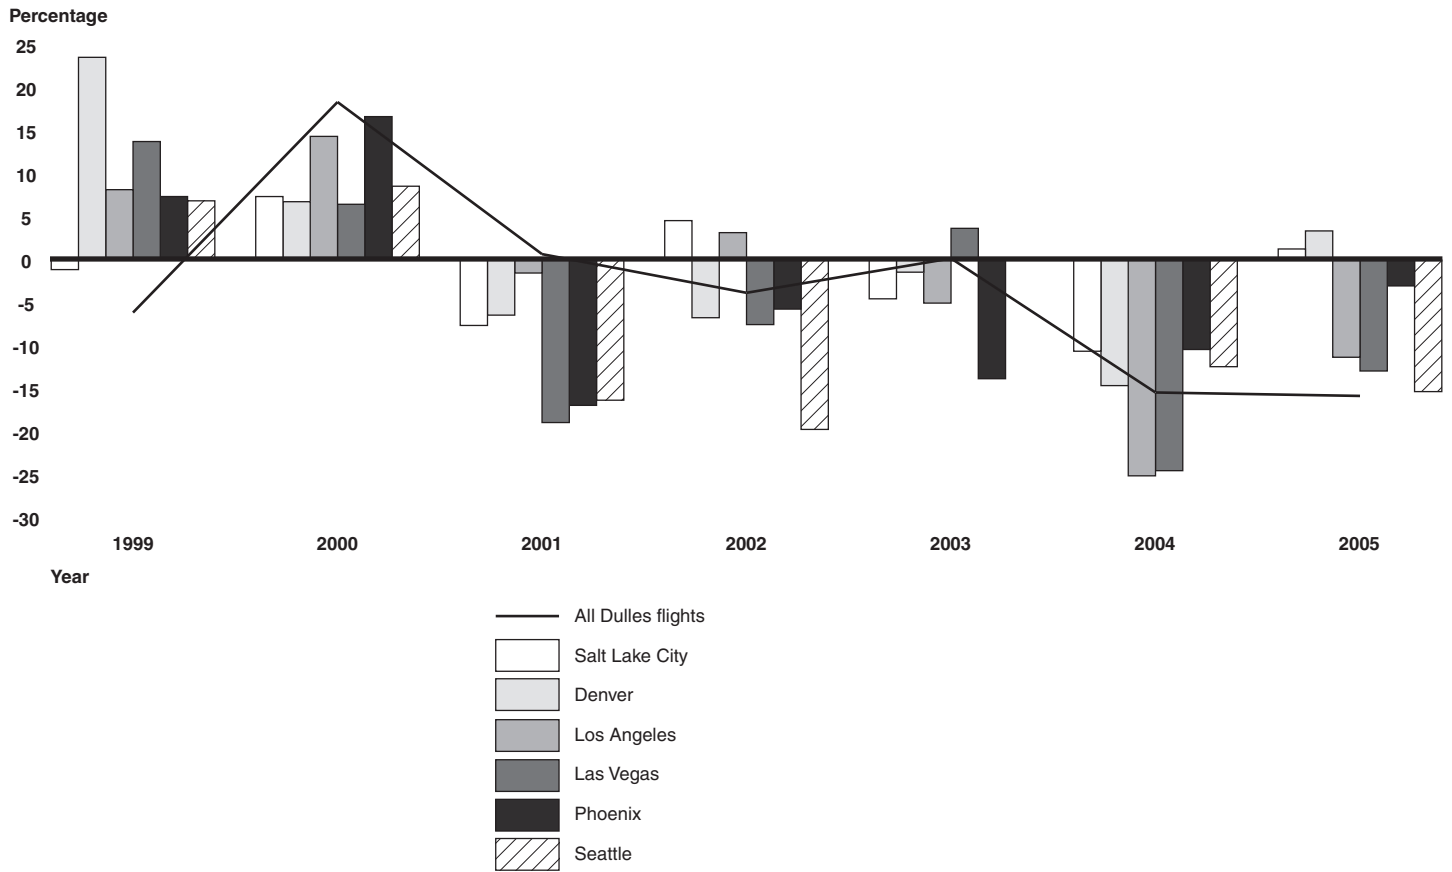 Percentage
25
20
15
10
5
0
-5
-10
-15
-20
-25
-30
1999 2000 2001 2002 2003 2004 2005
Year
All Dulles flights
Salt Lake City
Denver
Los Angeles
Las Vegas
Phoenix
Seattle